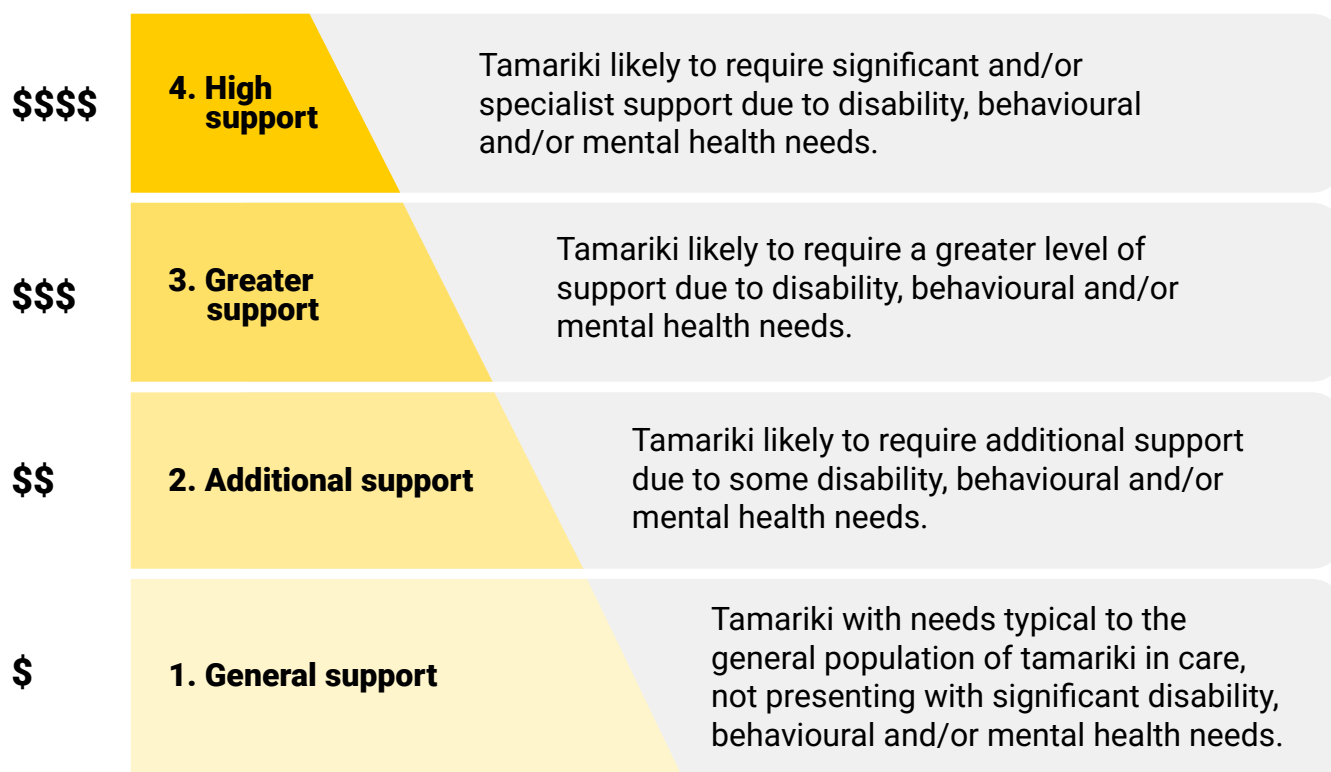 $$$$
4. High
support
Tamariki likely to require significant and/or
specialist support due to disability, behavioural
and/or mental health needs.
$$$
3. Greater
support
Tamariki likely to require a greater level of
support due to disability, behavioural and/or
mental health needs.
$$
2. Additional support
Tamariki likely to require additional support
due to some disability, behavioural and/or
mental health needs.
$
1. General support
Tamariki with needs typical to the
general population of tamariki in care,
not presenting with significant disability,
behavioural and/or mental health needs.